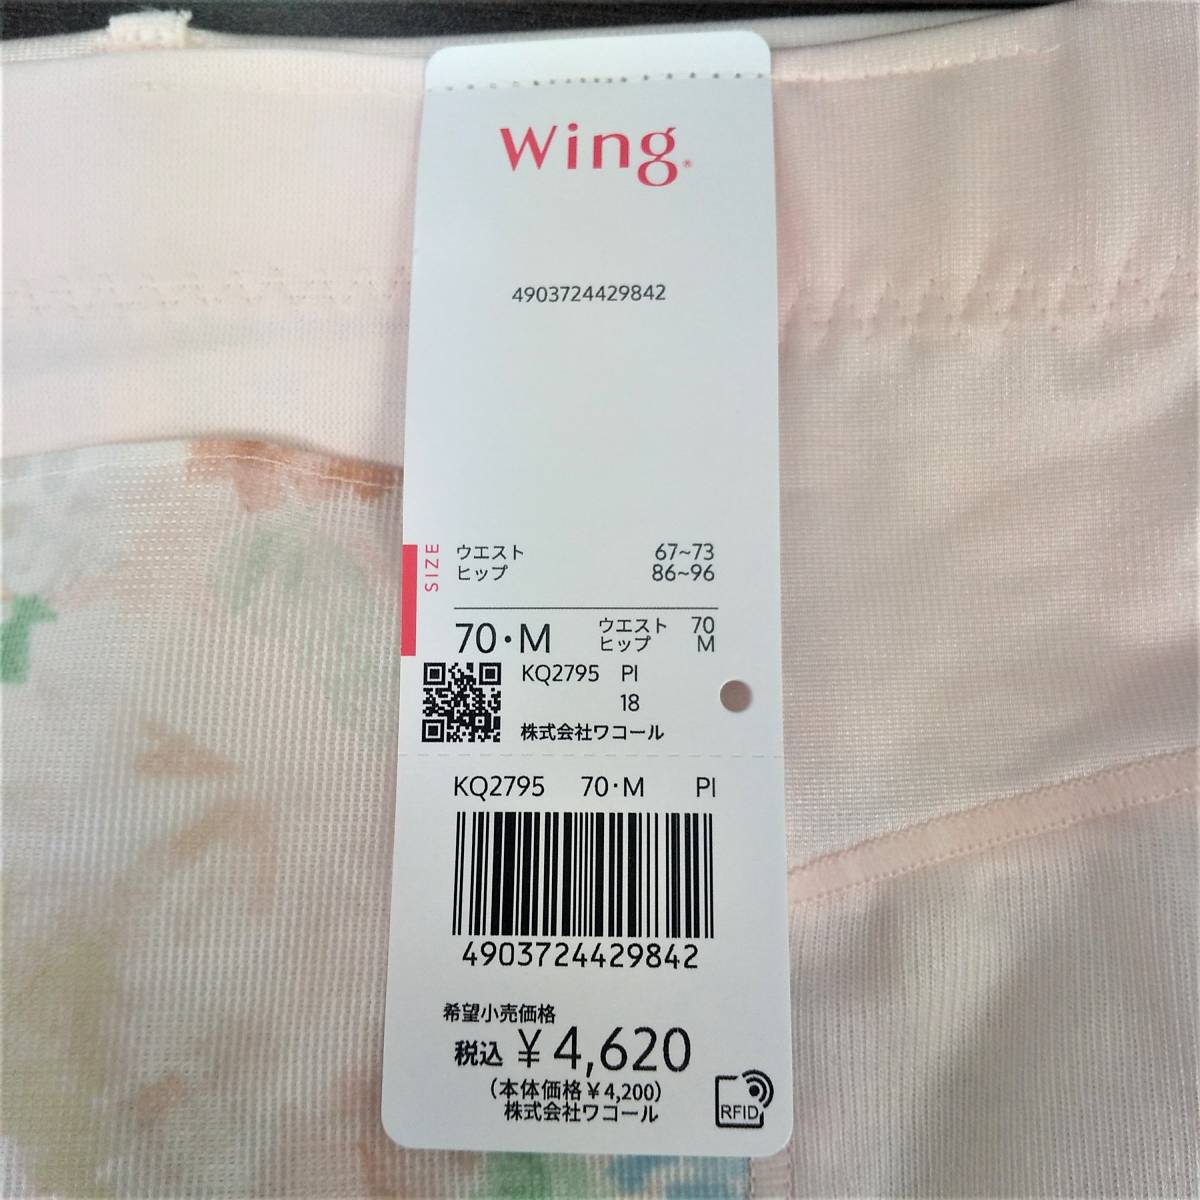 Wing®
4903724429842
SIZE
ウエスト 67~73
ヒップ 86~96
70・M ウエスト 70
ヒップ M
KQ2795 PI
18
株式会社ワコール
KQ2795 70・M PI
4903724429842
希望小売価格
税込 ¥4,620
(本体価格¥4,200)
株式会社ワコール
RFID